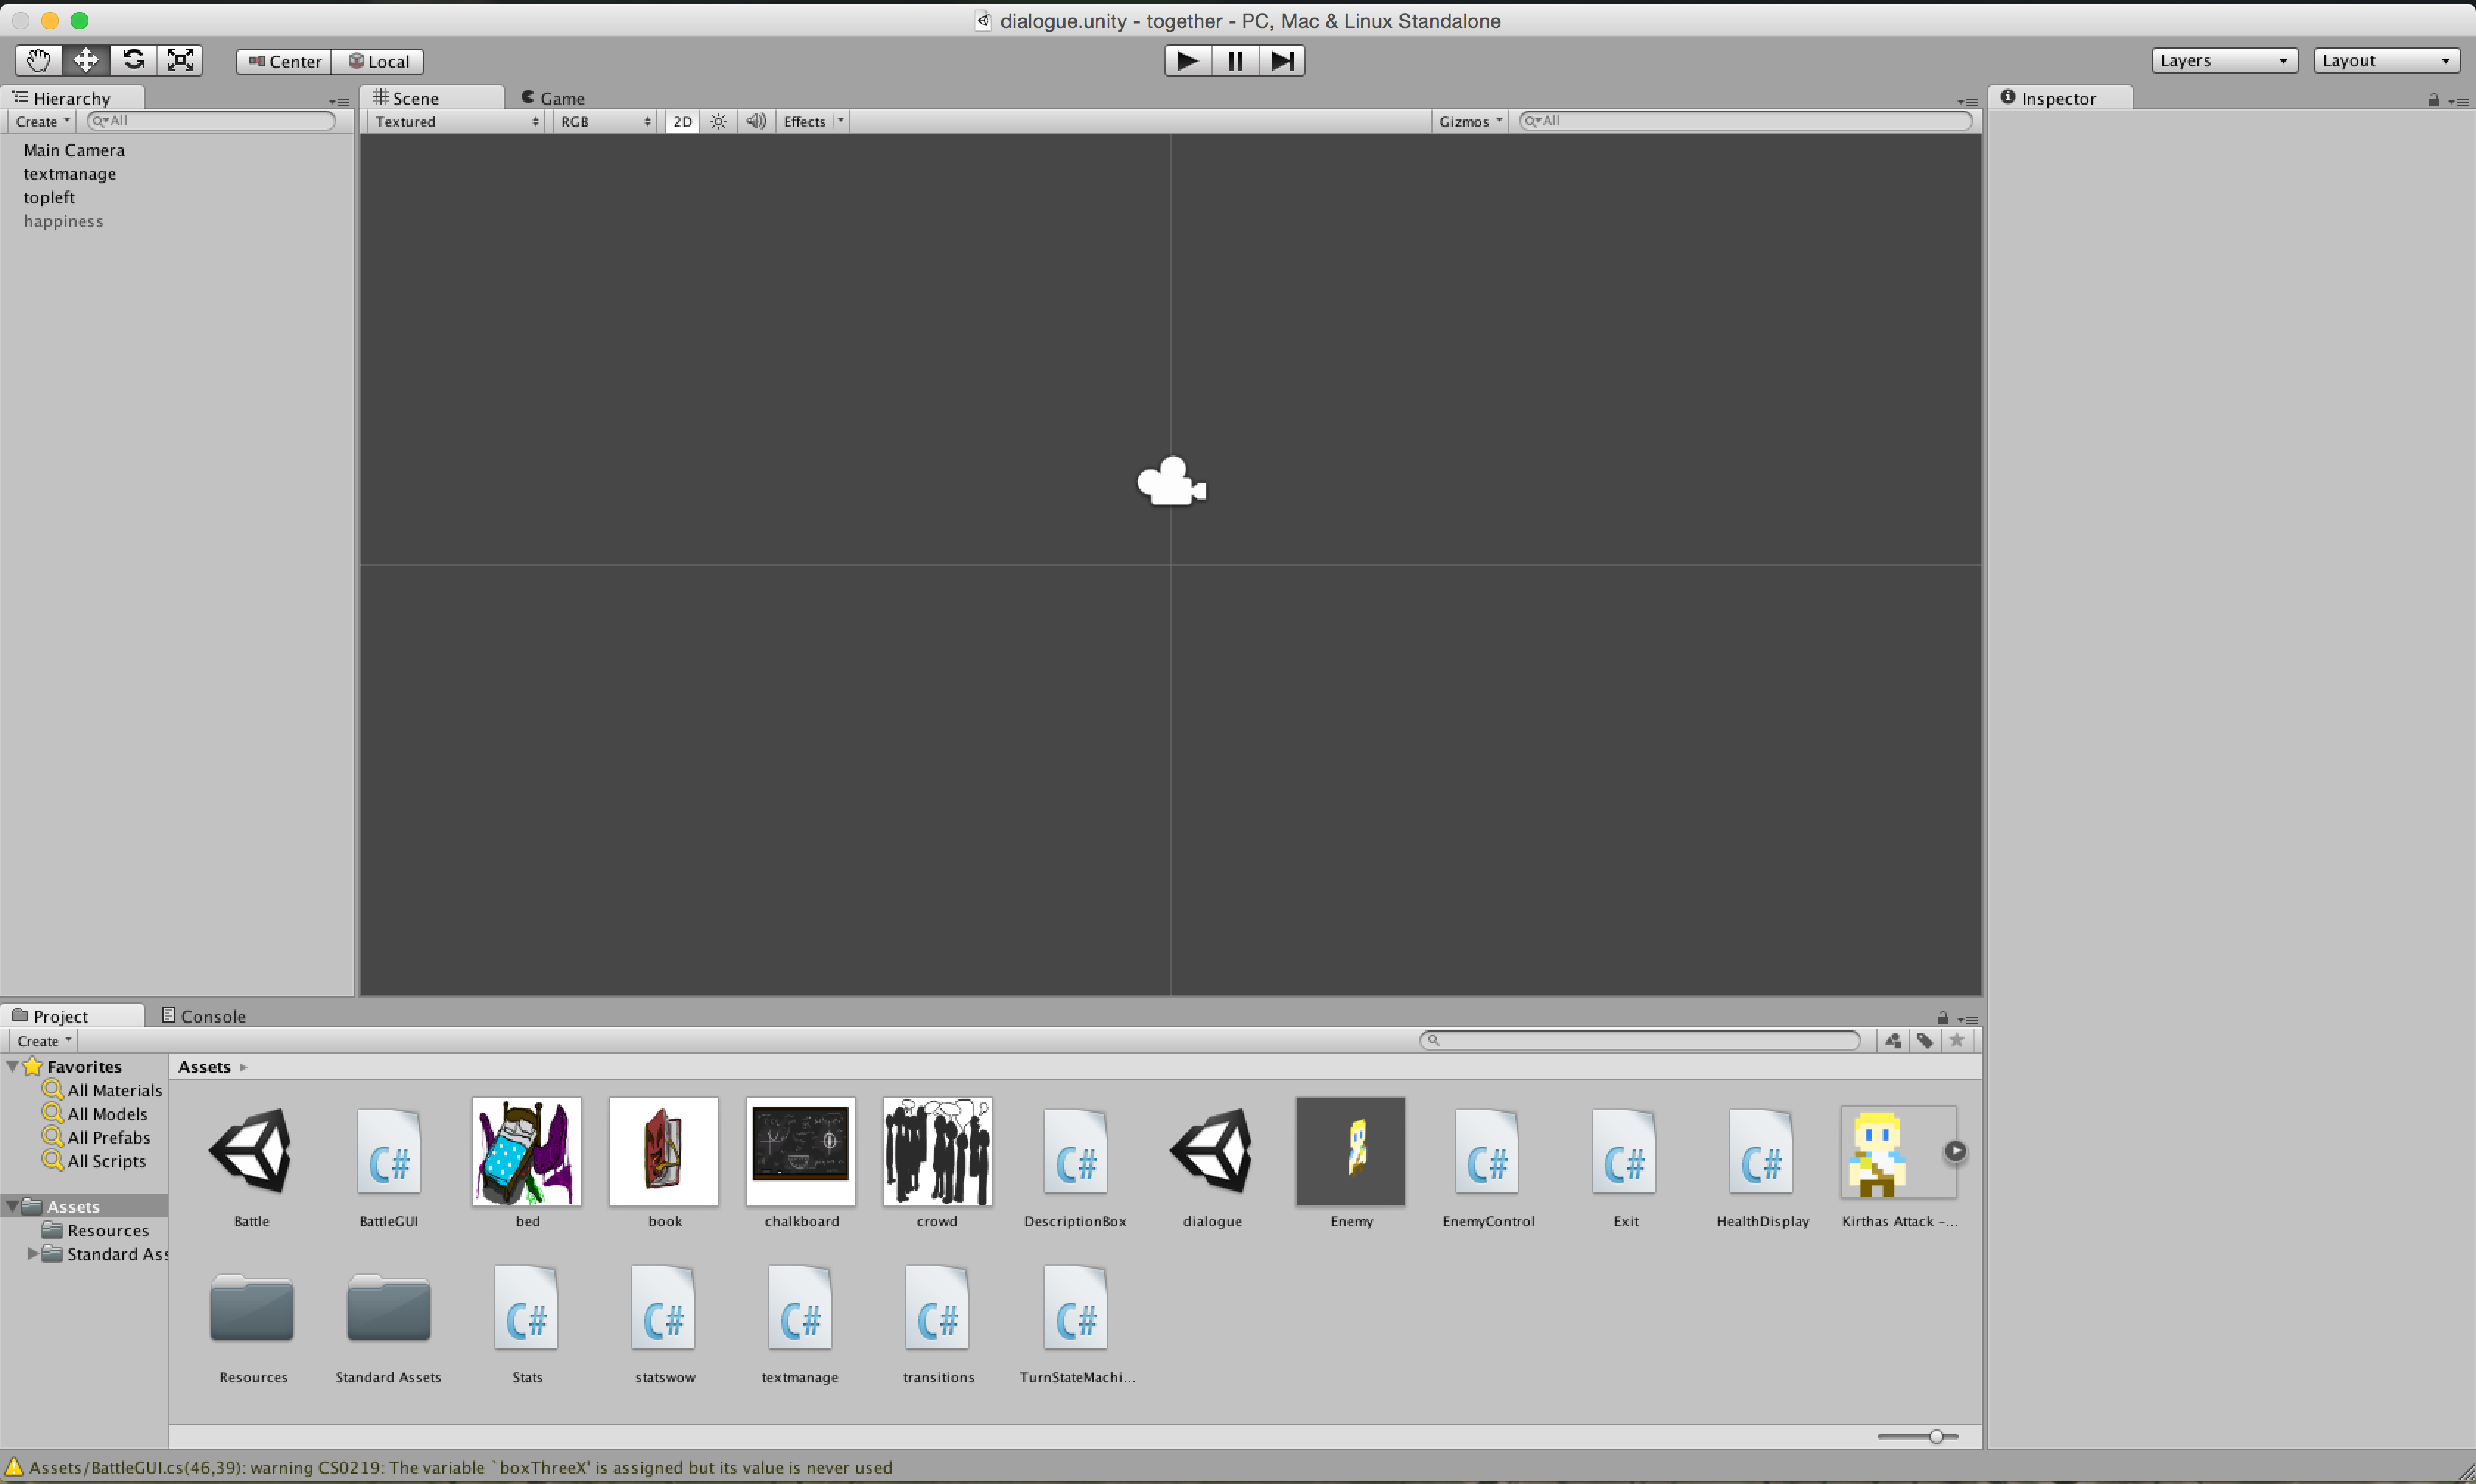 dialogue.unity - together - PC, Mac & Linux Standalone
Center Local Layers Layout
Hierarchy Scene Game Inspector
Create All Textured RGB 2D Effects Gizmos All
Main Camera
textmanage
topleft
happiness
Project Console
Create
Favorites
All Materials
All Models
All Prefabs
All Scripts
Assets
Resources
Standard Ass
Assets
Battle BattleGUI bed book chalkboard crowd DescriptionBox dialogue Enemy EnemyControl Exit HealthDisplay Kirthas Attack –...
Resources Standard Assets Stats statswow textmanage transitions TurnStateMachi...
Assets/BattleGUI.cs(46,39): warning CS0219: The variable `boxThreeX' is assigned but its value is never used